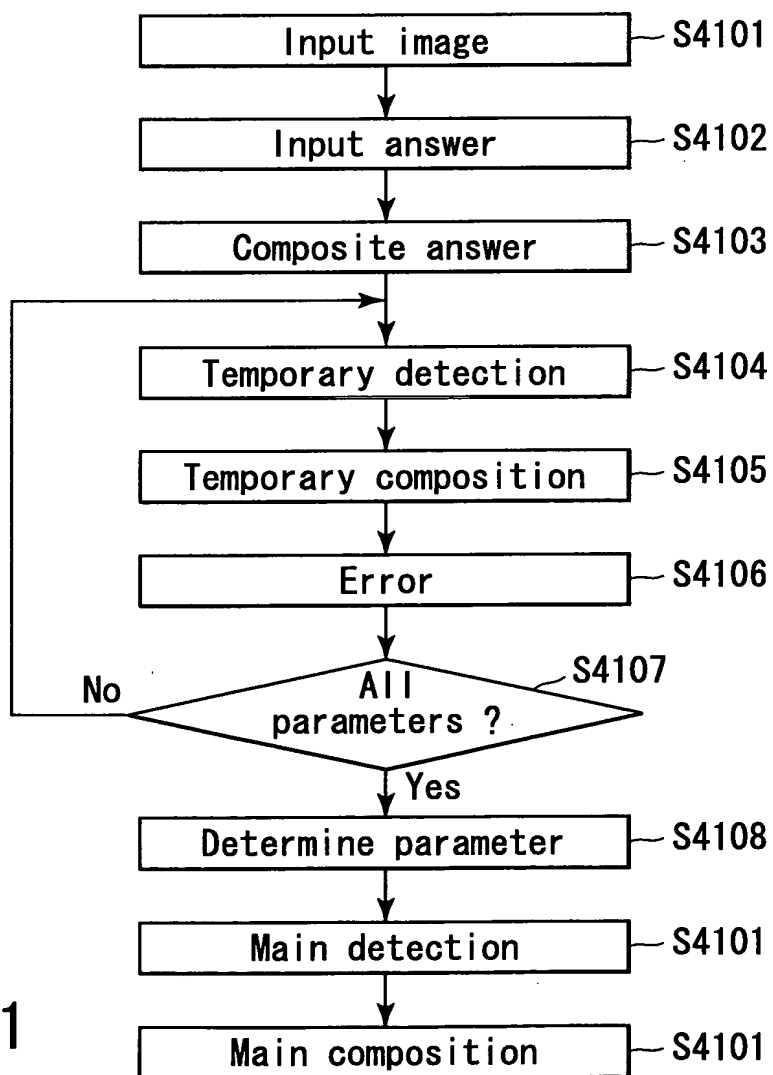 Input image S4101
Input answer S4102
Composite answer S4103
Temporary detection S4104
Temporary composition S4105
Error S4106
S4107
No
All
parameters ?
Yes
Determine parameter S4108
Main detection S4101
1
Main composition S4101